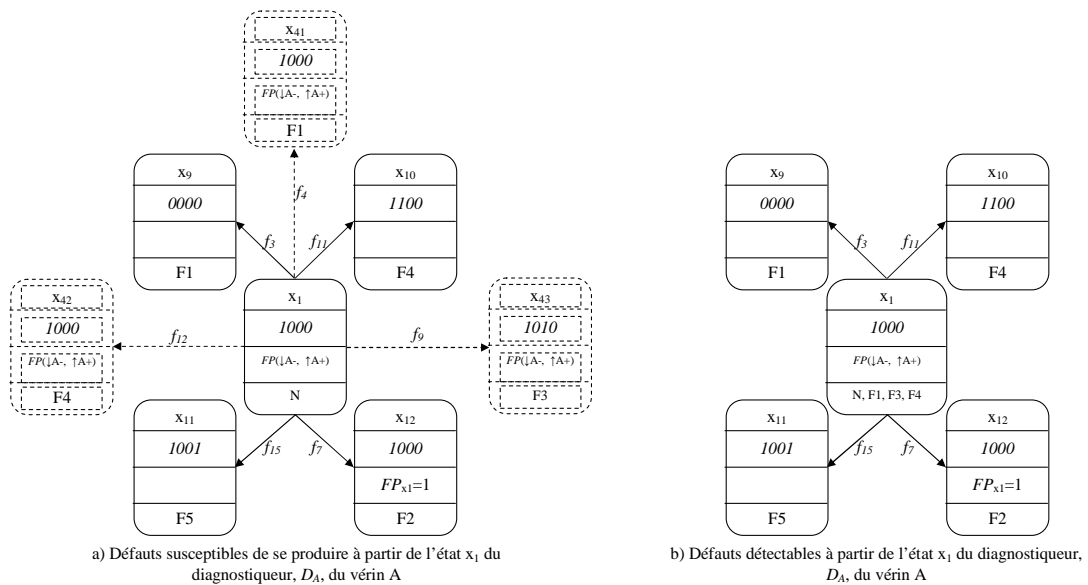 x41
1000
FP(↓A-, ↑A+)
F1
x9
0000
F1
x10
1100
F4
f4
f3
f11
x42
1000
FP(↓A-, ↑A+)
F4
f12
x1
1000
FP(↓A-, ↑A+)
N
f9
x43
1010
FP(↓A-, ↑A+)
F3
x11
1001
F5
f15
f7
x12
1000
FPx1=1
F2
a) Défauts susceptibles de se produire à partir de l'état x1 du
diagnostiqueur, DA, du vérin A
x9
0000
F1
x10
1100
F4
f3
f11
x1
1000
FP(↓A-, ↑A+)
N, F1, F3, F4
x11
1001
F5
f15
f7
x12
1000
FPx1=1
F2
b) Défauts détectables à partir de l'état x1 du diagnostiqueur,
DA, du vérin A